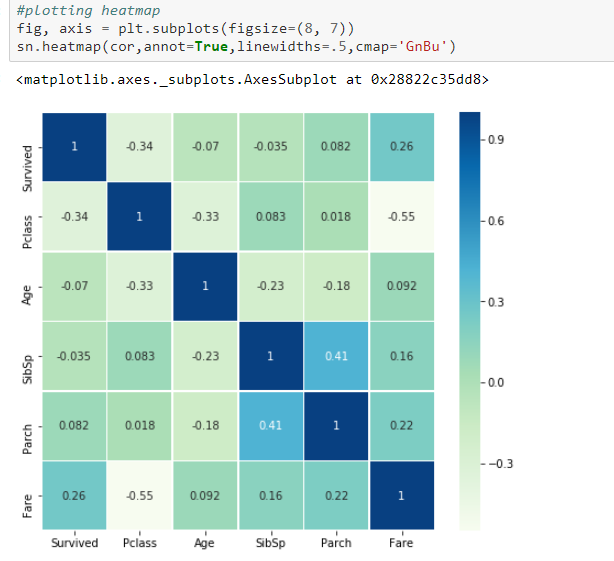 #plotting heatmap
fig, axis = plt.subplots(figsize=(8, 7))
sn.heatmap(cor,annot=True,linewidths=.5,cmap='GnBu')
<matplotlib.axes._subplots.AxesSubplot at 0x28822c35dd8>
Survived 1 -0.34 -0.07 -0.035 0.082 0.26
Pclass -0.34 1 -0.33 0.083 0.018 -0.55
Age -0.07 -0.33 1 -0.23 -0.18 0.092
SibSp -0.035 0.083 -0.23 1 0.41 0.16
Parch 0.082 0.018 -0.18 0.41 1 0.22
Fare 0.26 -0.55 0.092 0.16 0.22 1
Survived Pclass Age SibSp Parch Fare
0.9
0.6
0.3
0.0
-0.3